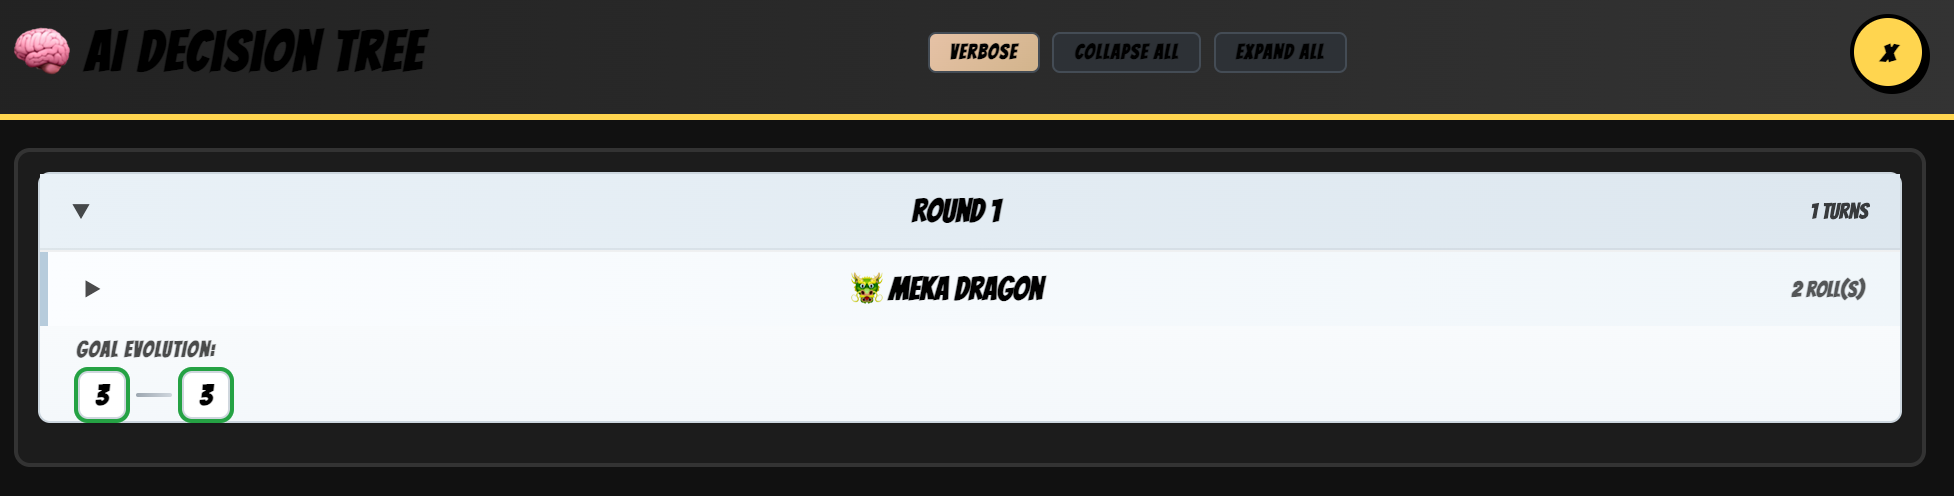 AI DECISION TREE
VERBOSE
COLLAPSE ALL
EXPAND ALL
X
ROUND 1
1 TURNS
MEKA DRAGON
2 ROLL(S)
GOAL EVOLUTION:
3
3